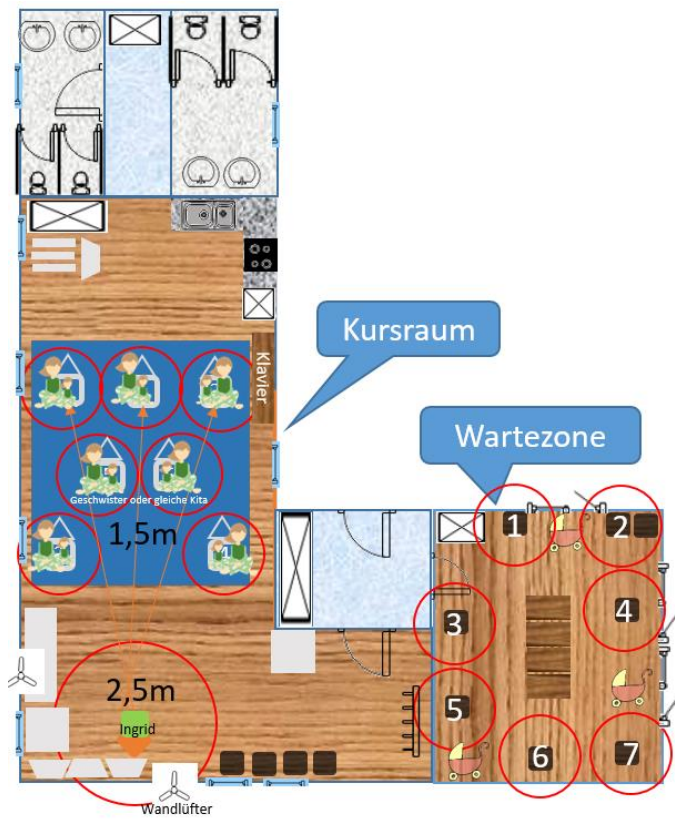 Kursraum
Klavier
Wartezone
Geschwister oder gleiche Kita
1,5m
1
2
3
4
5
6
7
2,5m
Ingrid
Wandlüfter